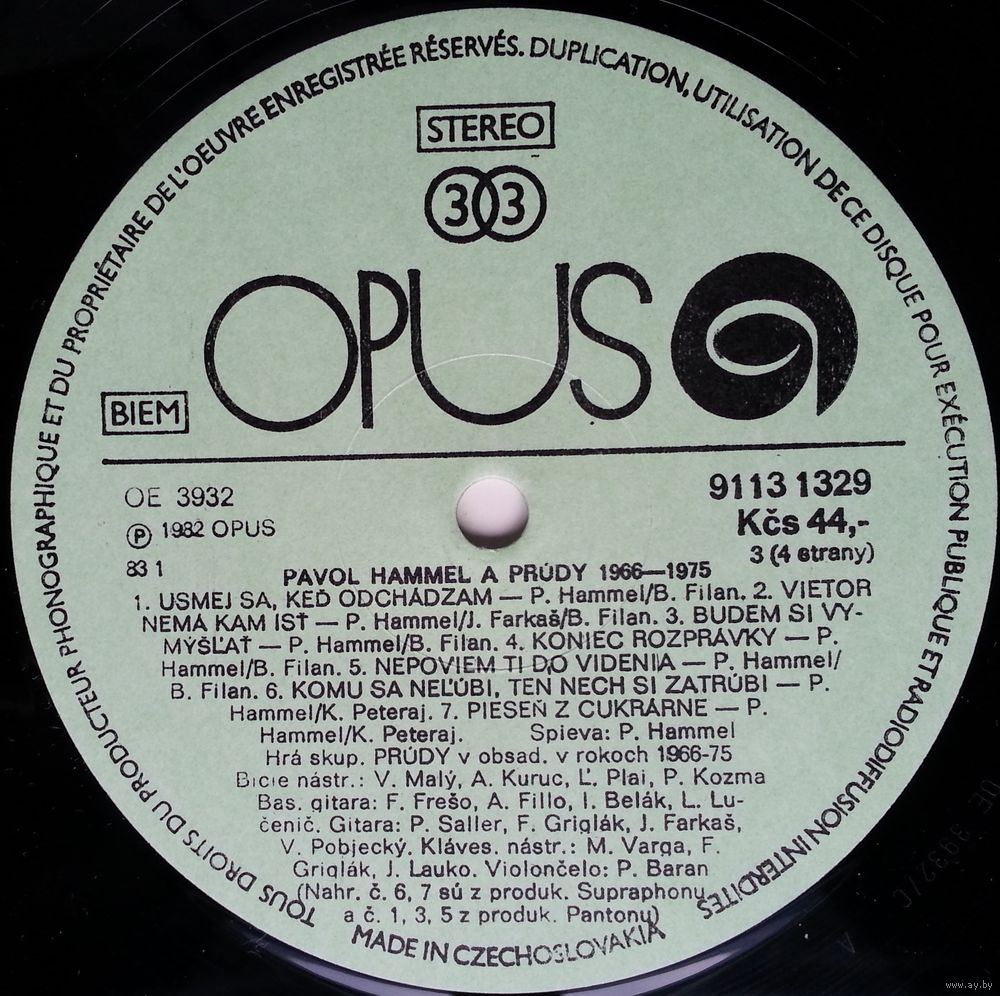 TOUS DROITS DU PRODUCTEUR PHONOGRAPHIQUE ET DU PROPRIÉTAIRE DE L'OEUVRE ENREGISTRÉE RÉSERVÉS. DUPLICATION, UTILISATION DE CE DISQUE POUR EXÉCUTION PUBLIQUE ET RADIODIFFUSION INTERDITES
STEREO
33
OPUS
BIEM
OE 3932
Ⓟ 1982 OPUS
83 1
9113 1329
Kčs 44,-
3 (4 strany)
PAVOL HAMMEL A PRÚDY 1966—1975
1. USMEJ SA, KEĎ ODCHÁDZAM — P. Hammel/B. Filan. 2. VIETOR
NEMÁ KAM ÍSŤ — P. Hammel/J. Farkaš/B. Filan. 3. BUDEM SI VY-
MÝŠĽAŤ — P. Hammel/B. Filan. 4. KONIEC ROZPRÁVKY — P.
Hammel/B. Filan. 5. NEPOVIEM TI DO VIDENIA — P. Hammel/
B. Filan. 6. KOMU SA NEĽÚBI, TEN NECH SI ZATRÚBI — P.
Hammel/K. Peteraj. 7. PIESEŇ Z CUKRÁRNE — P.
Hammel/K. Peteraj. Spieva: P. Hammel
Hrá skup. PRÚDY v obsad. v rokoch 1966-75
Bicie nástr.: V. Malý, A. Kuruc, Ľ. Plai, P. Kozma
Bas. gitara: F. Frešo, A. Fillo, I. Belák, L. Lu-
čenič. Gitara: P. Saller, F. Griglák, J. Farkaš,
V. Pobjecký. Kláves. nástr.: M. Varga, F.
Griglák, J. Lauko. Violončelo: P. Baran
(Nahr. č. 6, 7 sú z produk. Supraphonu
a č. 1, 3, 5 z produk. Pantonu)
MADE IN CZECHOSLOVAKIA
www.ay.by